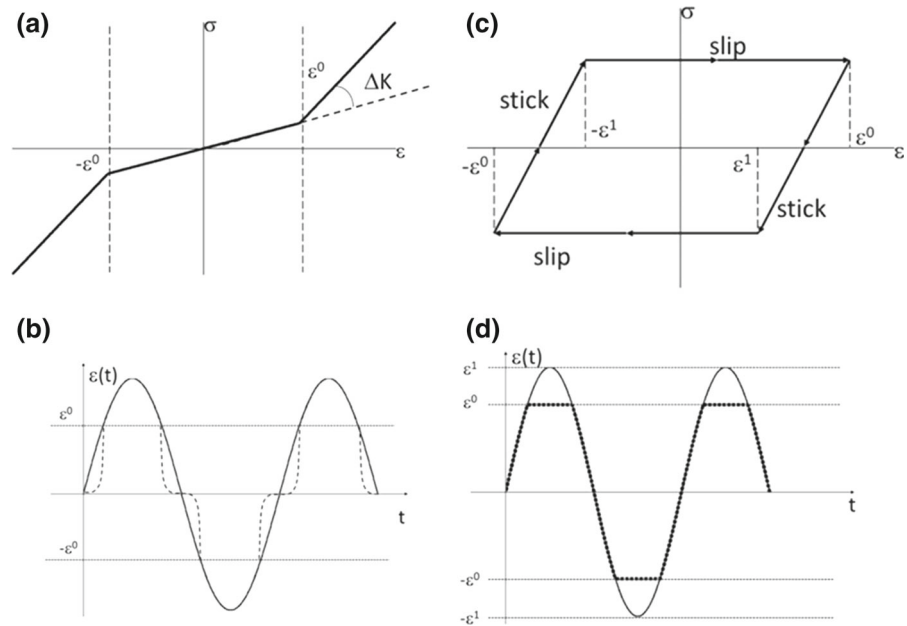 (a)
σ
ε⁰
ΔK
ε
-ε⁰
(c)
σ
slip
stick
-ε¹
ε⁰
-ε⁰
ε¹
ε
stick
slip
(b)
ε(t)
ε⁰
t
-ε⁰
(d)
ε(t)
ε¹
ε⁰
t
-ε⁰
-ε¹